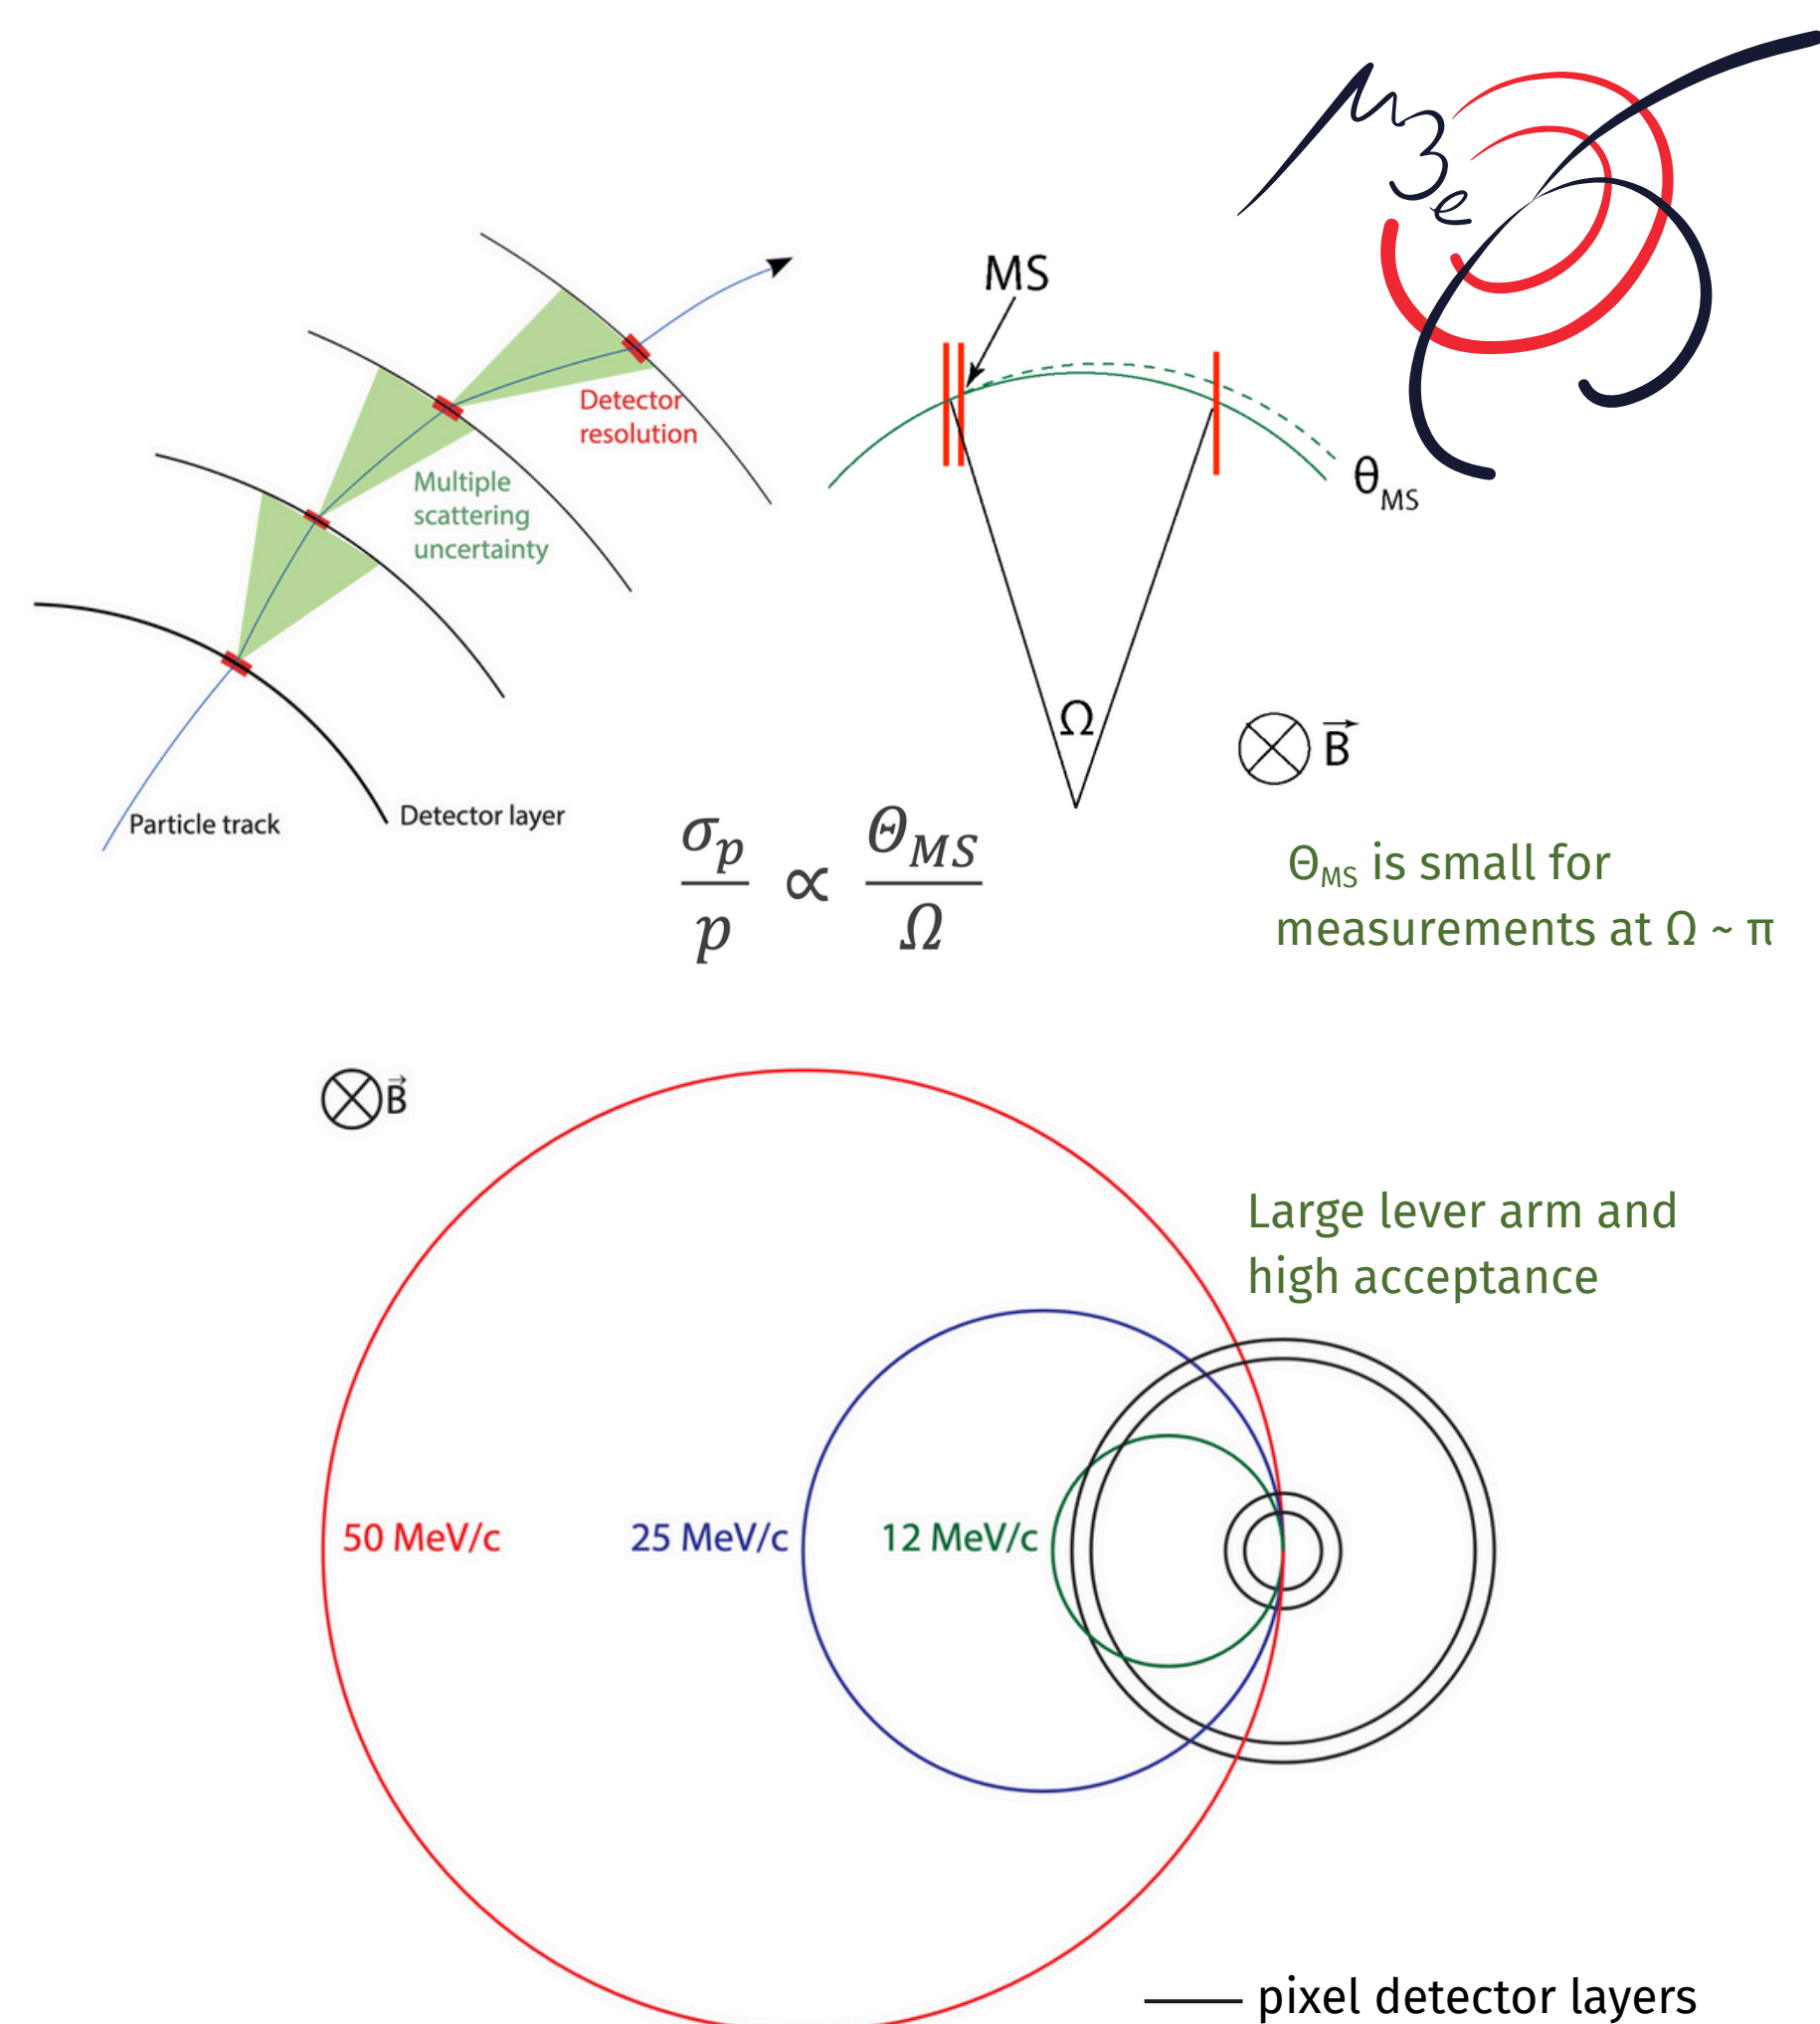 μ3e
MS
Detector
resolution
Multiple
scattering
uncertainty
θMS
Ω
B
Particle track
Detector layer
σp/p ∝ ΘMS/Ω
ΘMS is small for
measurements at Ω ~ π
B
Large lever arm and
high acceptance
50 MeV/c
25 MeV/c
12 MeV/c
pixel detector layers